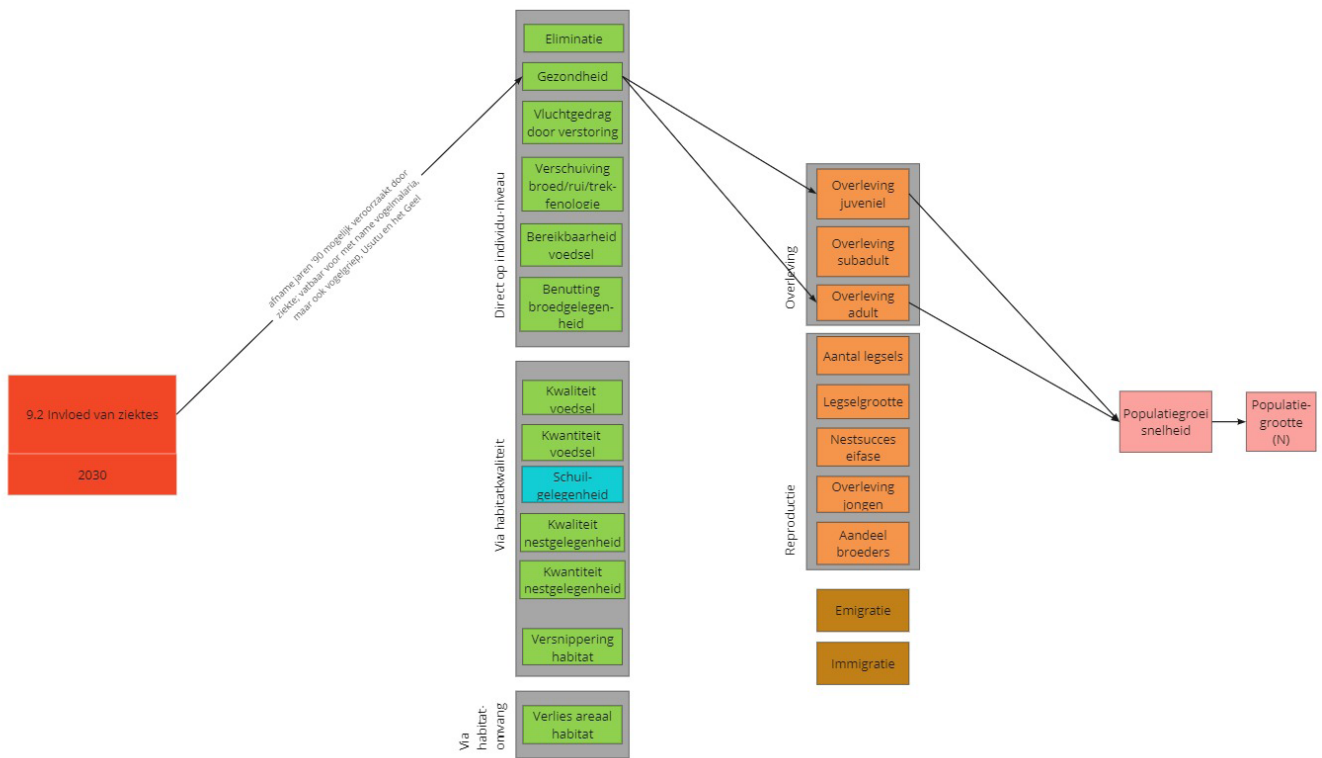 9.2 Invloed van ziektes
2030
afname jaren '90 mogelijk veroorzaakt door
ziekte; vatbaar voor met name vogelmalaria,
maar ook vogelgriep, Usutu en het Geel
Direct op individu-niveau
Eliminatie
Gezondheid
Vluchtgedrag
door verstoring
Verschuiving
broed/rui/trek-
fenologie
Bereikbaarheid
voedsel
Benutting
broedgelegen-
heid
Via habitatkwaliteit
Kwaliteit
voedsel
Kwantiteit
voedsel
Schuil-
gelegenheid
Kwaliteit
nestgelegenheid
Kwantiteit
nestgelegenheid
Versnippering
habitat
Via
habitat-
omvang
Verlies areaal
habitat
Overleving
Overleving
juveniel
Overleving
subadult
Overleving
adult
Reproductie
Aantal legsels
Legselgrootte
Nestsucces
eifase
Overleving
jongen
Aandeel
broeders
Emigratie
Immigratie
Populatiegroei
snelheid
Populatie-
grootte
(N)